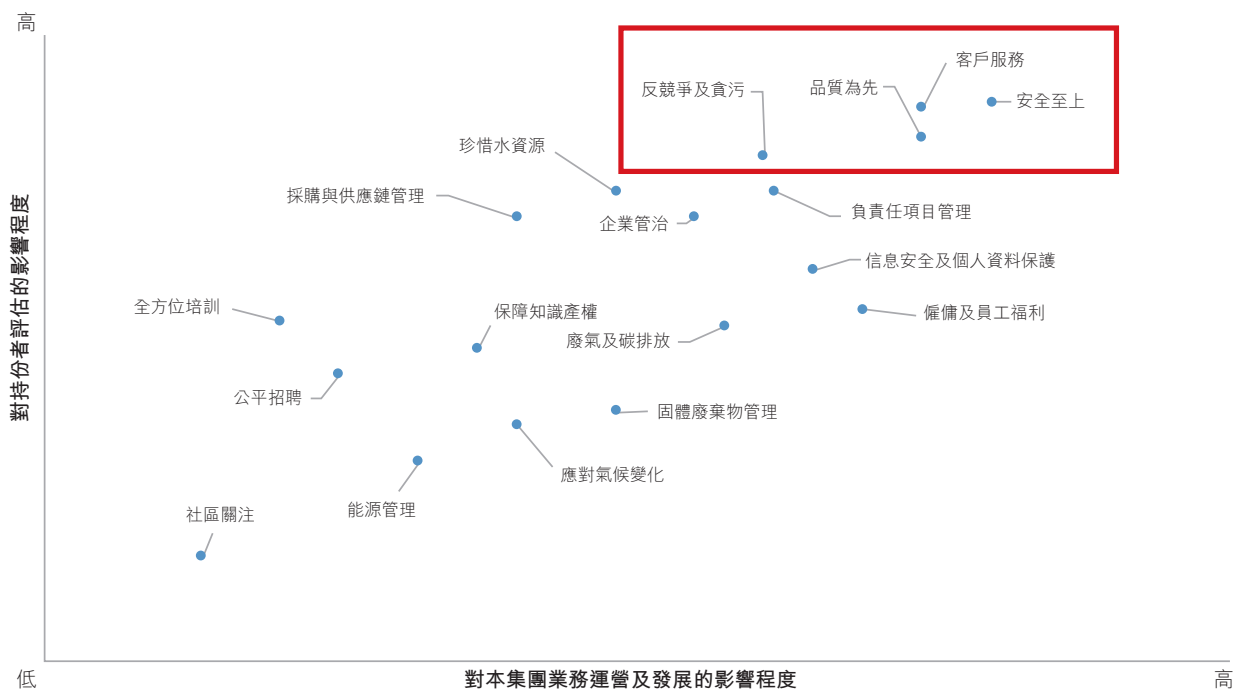 高
客戶服務
反競爭及貪污
品質為先
安全至上
珍惜水資源
採購與供應鏈管理
企業管治
負責任項目管理
信息安全及個人資料保護
全方位培訓
保障知識產權
僱傭及員工福利
廢氣及碳排放
公平招聘
固體廢棄物管理
應對氣候變化
能源管理
社區關注
對持份者評估的影響程度
低
對本集團業務運營及發展的影響程度
高